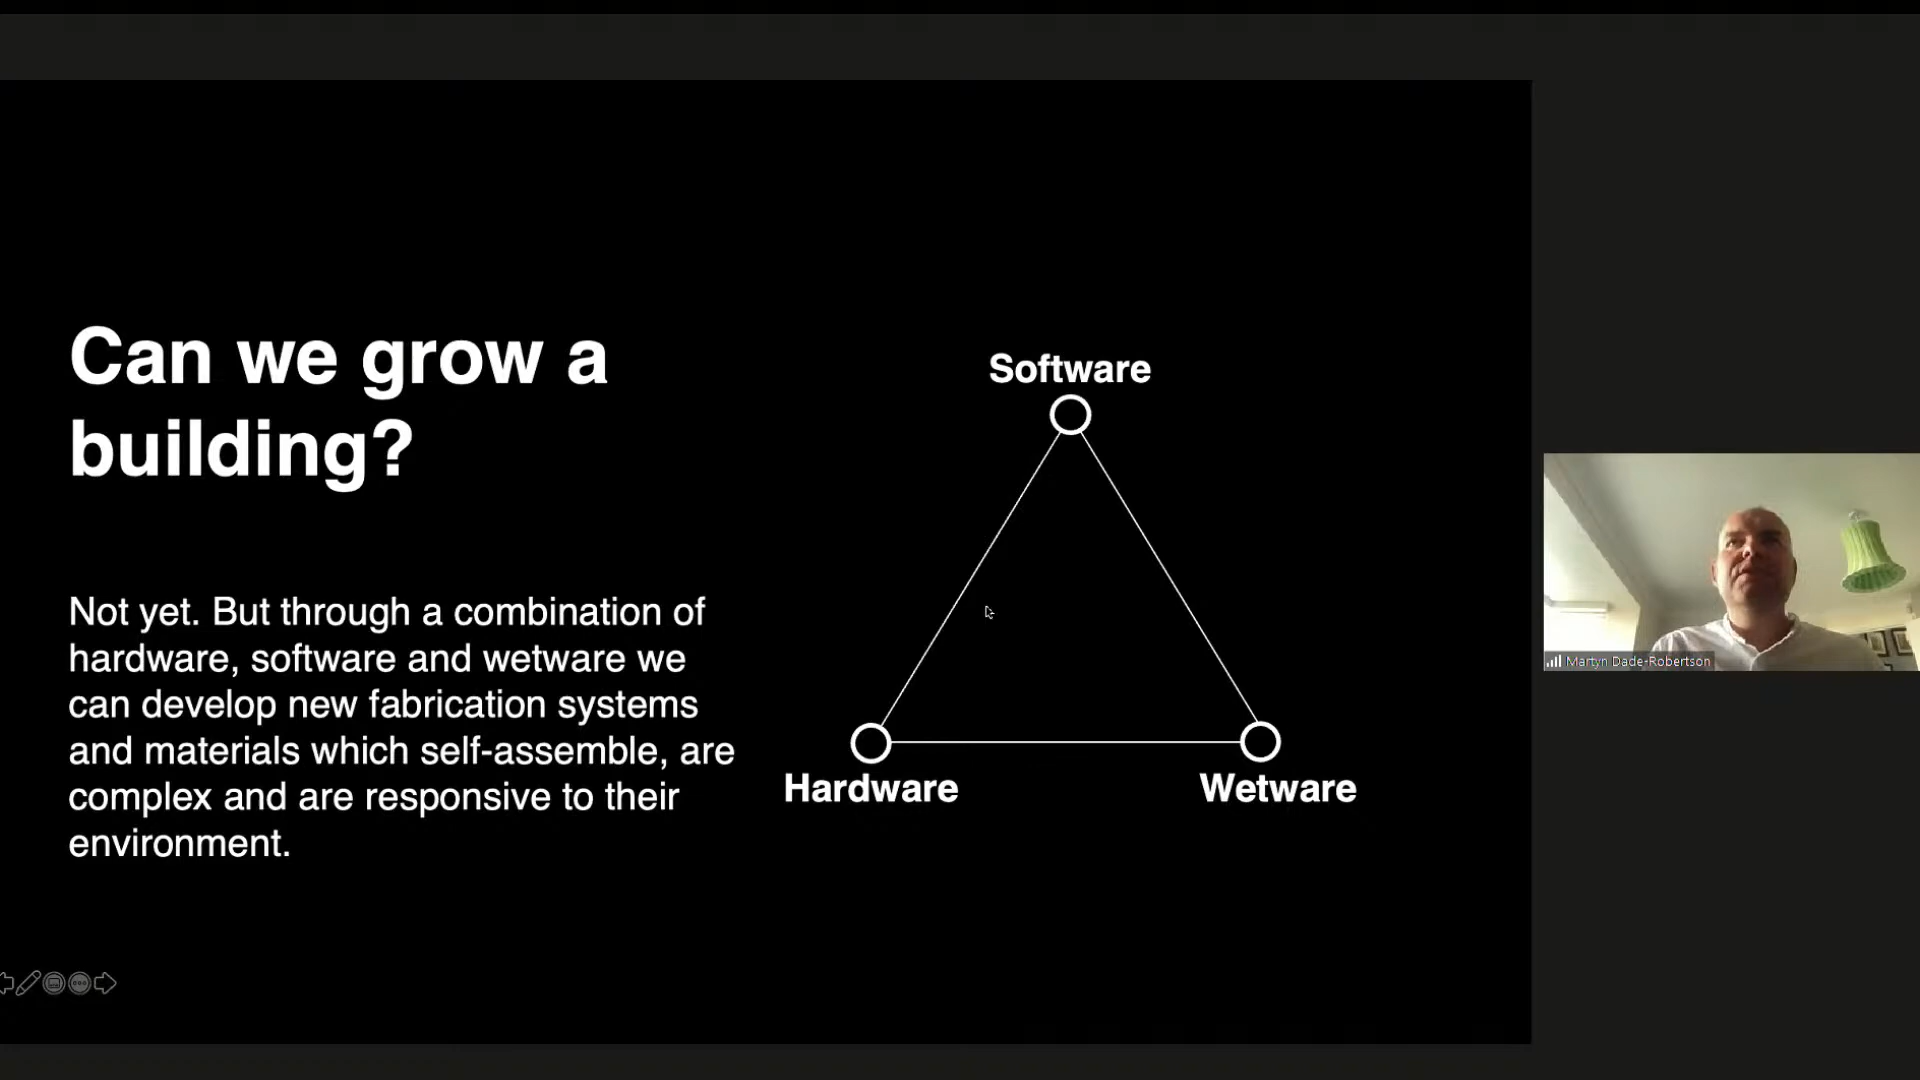 Can we grow a
building?
Not yet. But through a combination of
hardware, software and wetware we
can develop new fabrication systems
and materials which self-assemble, are
complex and are responsive to their
environment.
Software
Hardware
Wetware
Martyn Dade-Robertson